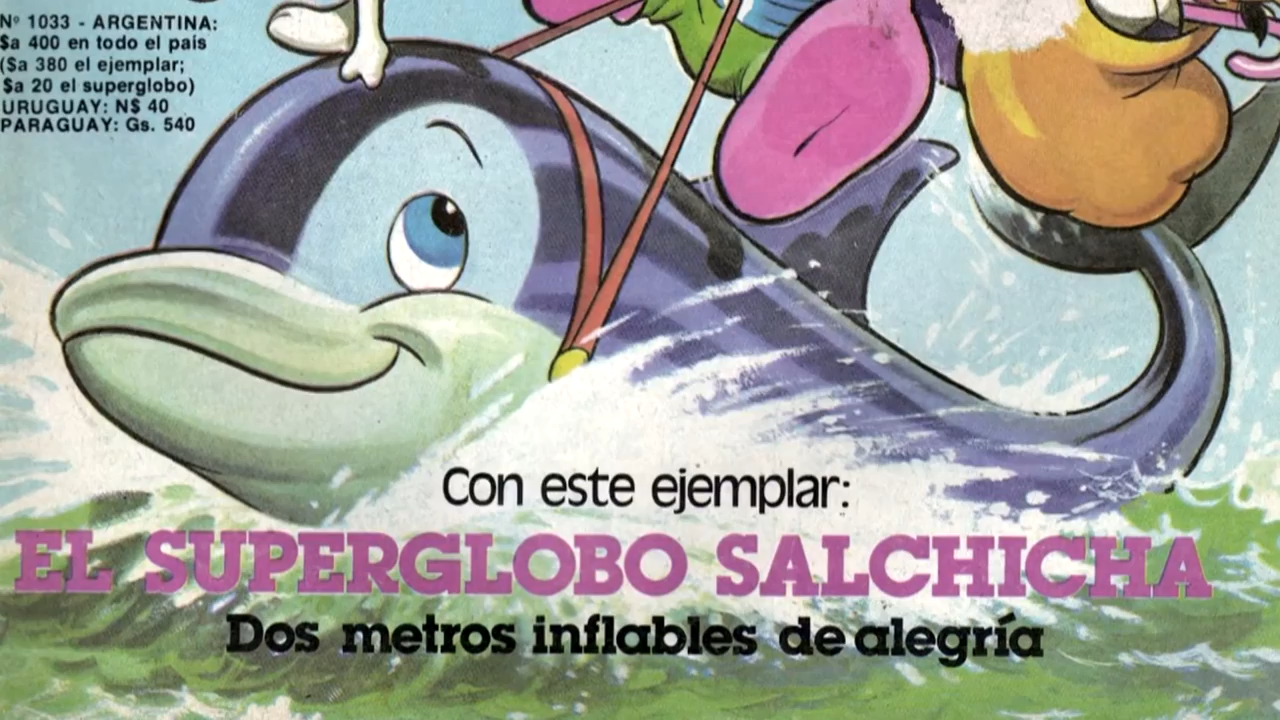 Nº 1033 - ARGENTINA:
$a 400 en todo el país
($a 380 el ejemplar;
$a 20 el superglobo)
URUGUAY: N$ 40
PARAGUAY: Gs. 540
Con este ejemplar:
EL SUPERGLOBO SALCHICHA
Dos metros inflables de alegría